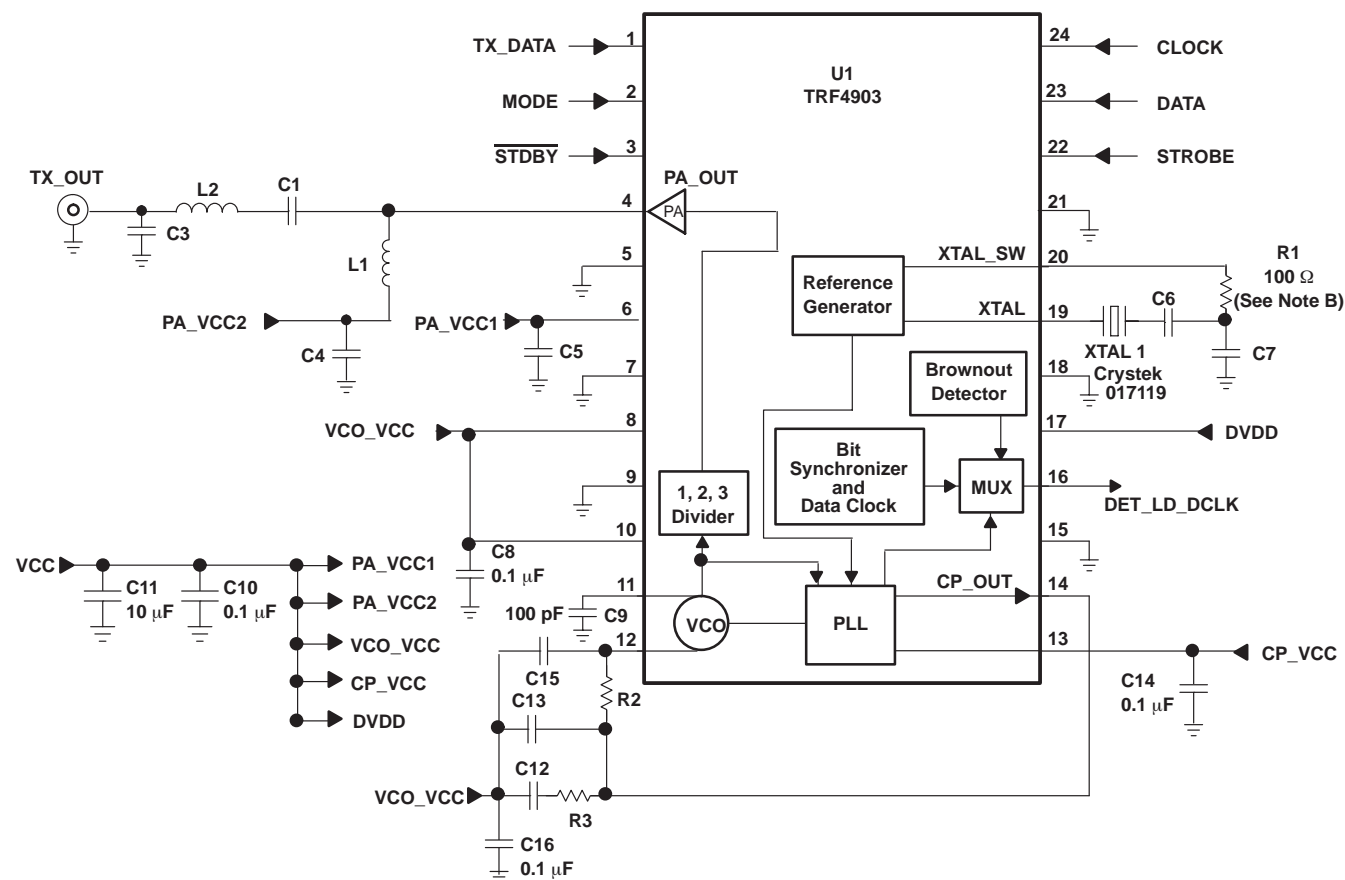 U1
TRF4903
TX_DATA
1
MODE
2
STDBY
3
TX_OUT
L2
C1
C3
L1
4
PA_OUT
PA
5
PA_VCC2
C4
PA_VCC1
6
C5
7
VCO_VCC
8
9
10
C8
0.1 μF
11
100 pF
C9
12
24
CLOCK
23
DATA
22
STROBE
21
XTAL_SW
20
R1
100 Ω
(See Note B)
XTAL
19
C6
XTAL 1
Crystek
017119
C7
18
17
DVDD
16
DET_LD_DCLK
15
CP_OUT
14
13
CP_VCC
C14
0.1 μF
Reference
Generator
Brownout
Detector
Bit
Synchronizer
and
Data Clock
MUX
1, 2, 3
Divider
VCO
PLL
VCC
C11
10 μF
C10
0.1 μF
PA_VCC1
PA_VCC2
VCO_VCC
CP_VCC
DVDD
C15
R2
C13
C12
VCO_VCC
R3
C16
0.1 μF